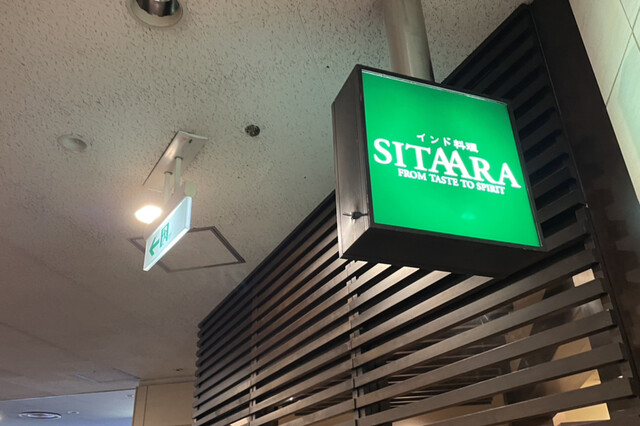 インド料理
SITAARA
FROM TASTE TO SPIRIT